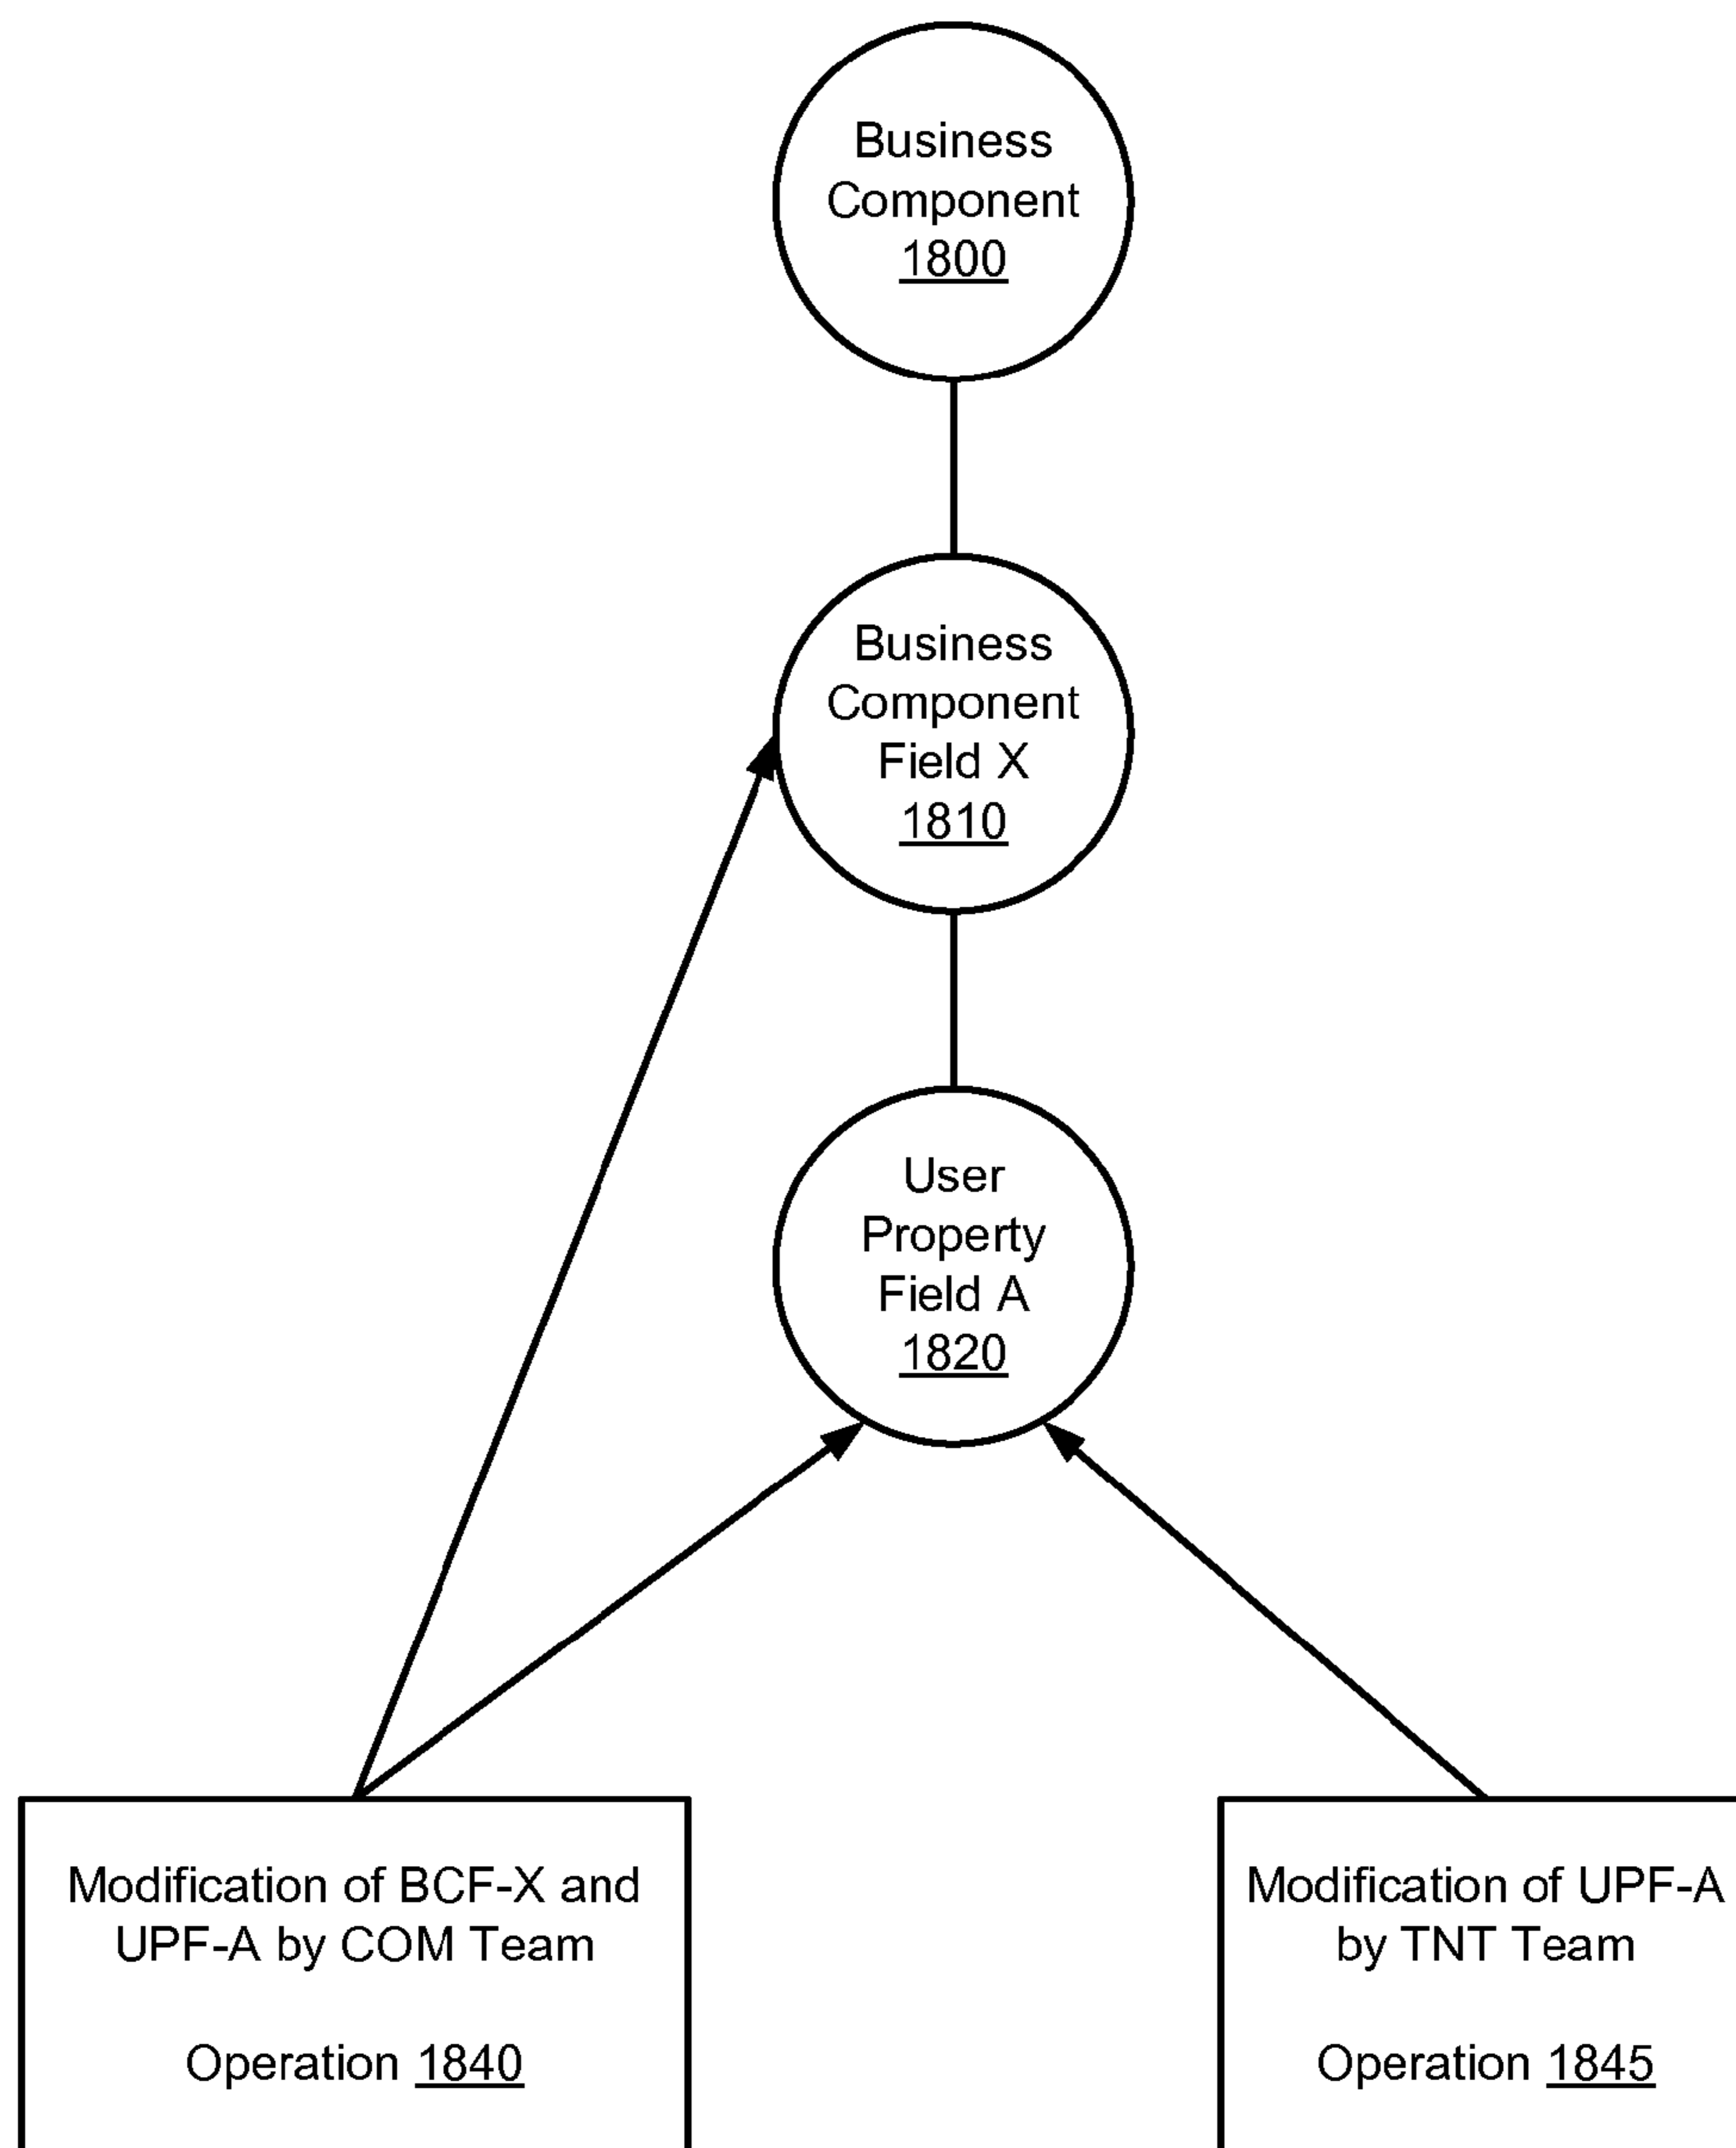 Business
Component
1800
Business
Component
Field X
1810
User
Property
Field A
1820
Modification of BCF-X and
UPF-A by COM Team
Operation 1840
Modification of UPF-A
by TNT Team
Operation 1845